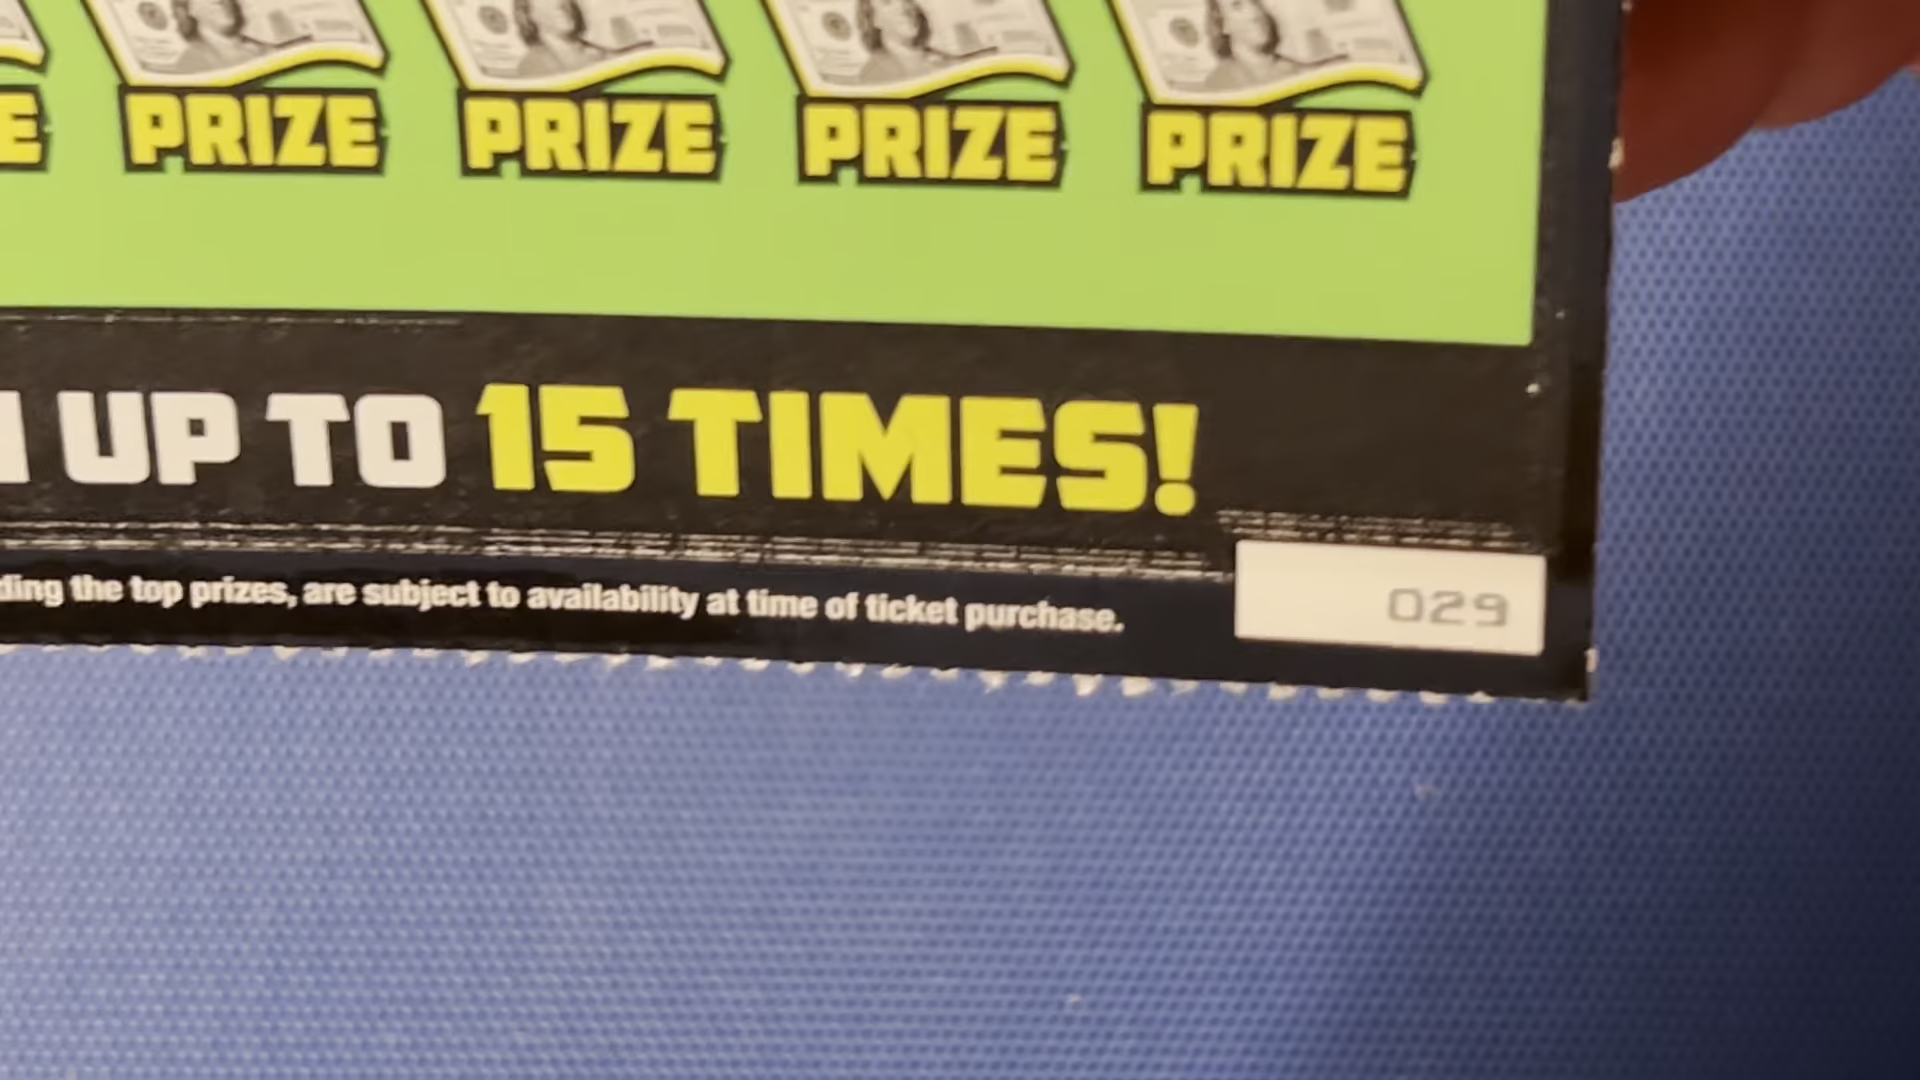 PRIZE PRIZE PRIZE PRIZE
UP TO 15 TIMES!
the top prizes, are subject to availability at time of ticket purchase.
029